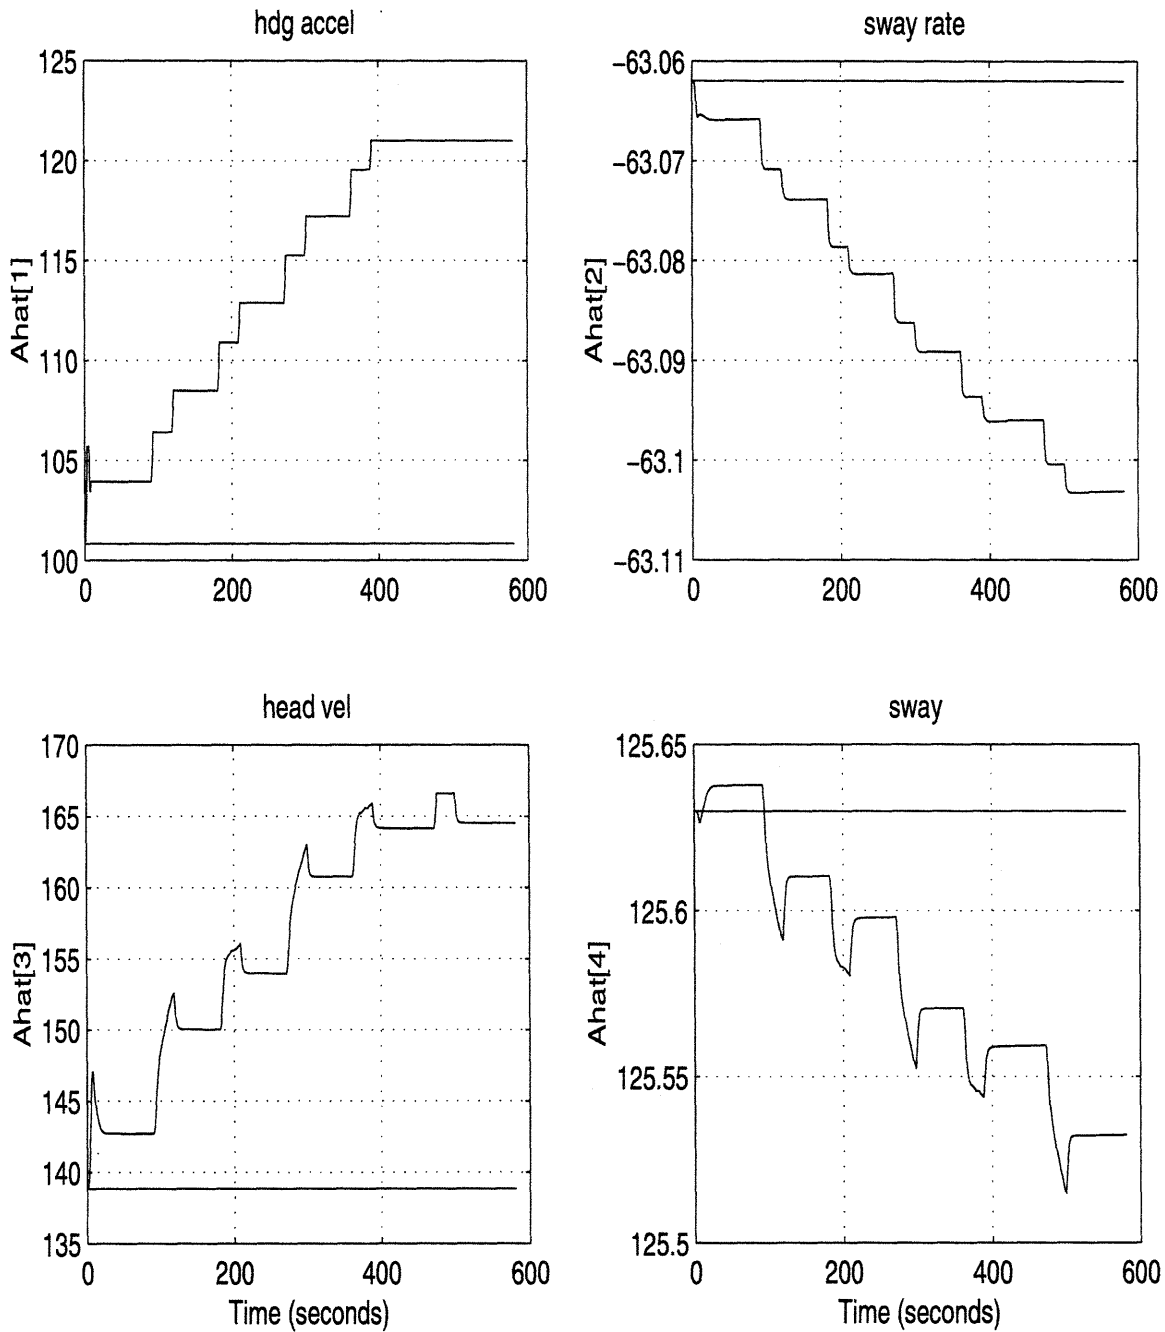 hdg accel
sway rate
125
120
115
110
105
100
Ahat[1]
0 200 400 600
−63.06
−63.07
−63.08
−63.09
−63.1
−63.11
Ahat[2]
0 200 400 600
head vel
sway
170
165
160
155
150
145
140
135
Ahat[3]
0 200 400 600
Time (seconds)
125.65
125.6
125.55
125.5
Ahat[4]
0 200 400 600
Time (seconds)